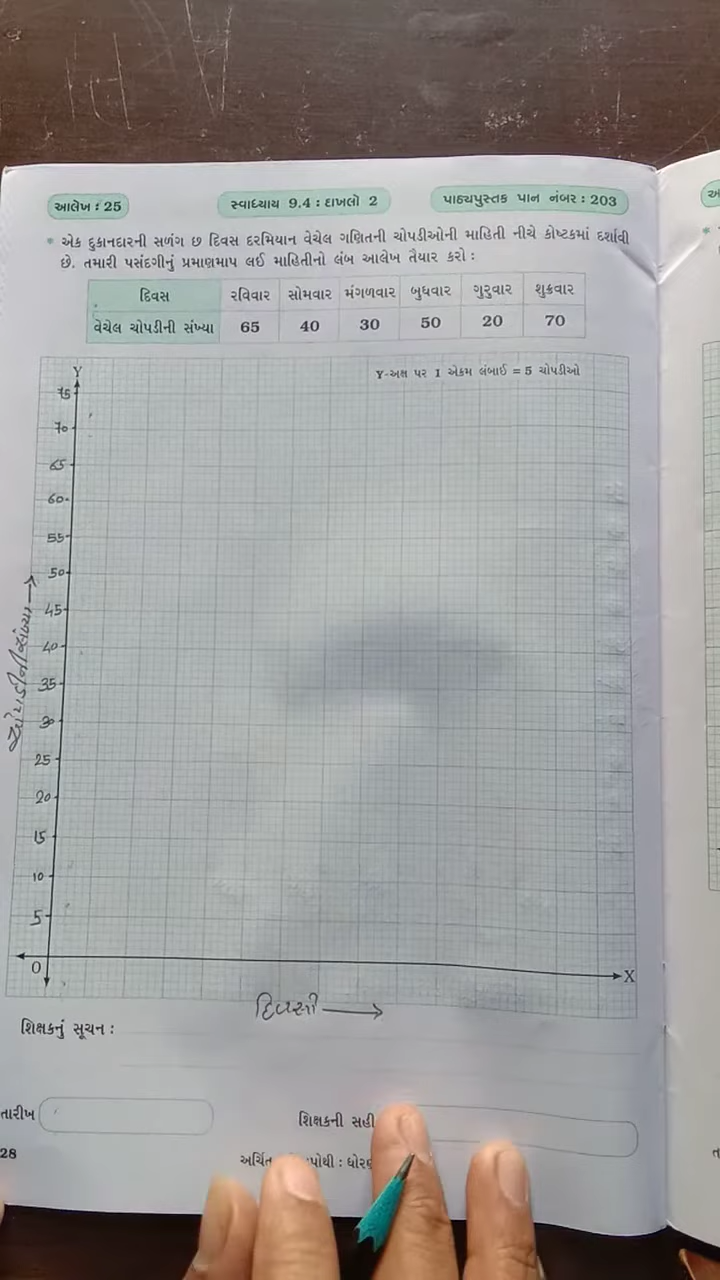 આલેખ : 25
સ્વાધ્યાય 9.4 : દાખલો 2
પાઠ્યપુસ્તક પાન નંબર : 203
* એક દુકાનદારની સળંગ છ દિવસ દરમિયાન વેચેલ ગણિતની ચોપડીઓની માહિતી નીચે કોષ્ટકમાં દર્શાવી
છે. તમારી પસંદગીનું પ્રમાણમાપ લઈ માહિતીનો લંબ આલેખ તૈયાર કરો :
દિવસ રવિવાર સોમવાર મંગળવાર બુધવાર ગુરુવાર શુક્રવાર
વેચેલ ચોપડીની સંખ્યા 65 40 30 50 20 70
Y-અક્ષ પર 1 એકમ લંબાઈ = 5 ચોપડીઓ
Y
75
70
65
60
55
50
45
40
35
30
25
20
15
10
5
0
X
ચોપડીની સંખ્યા →
દિવસો →
શિક્ષકનું સૂચન :
તારીખ
શિક્ષકની સહી
28